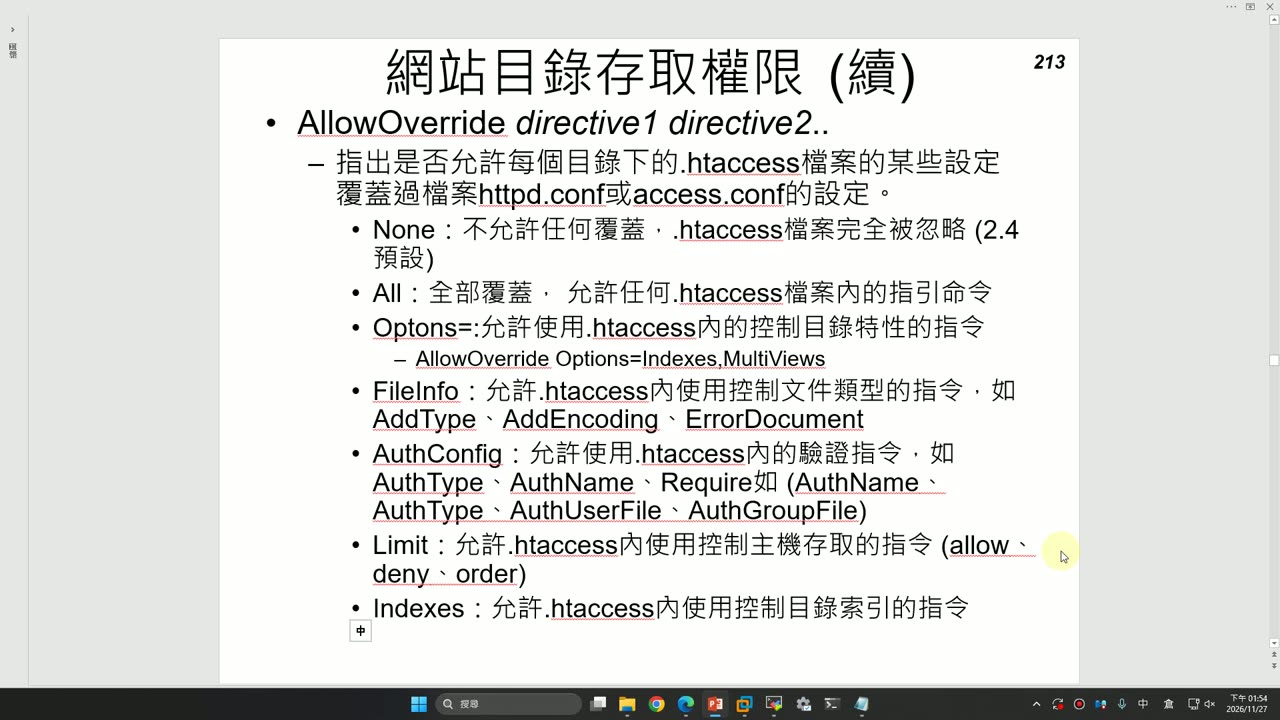 網站目錄存取權限 (續)
213
• AllowOverride directive1 directive2..
– 指出是否允許每個目錄下的.htaccess檔案的某些設定
覆蓋過檔案httpd.conf或access.conf的設定。
• None：不允許任何覆蓋，.htaccess檔案完全被忽略 (2.4
預設)
• All：全部覆蓋， 允許任何.htaccess檔案內的指引命令
• Optons=:允許使用.htaccess內的控制目錄特性的指令
– AllowOverride Options=Indexes,MultiViews
• FileInfo：允許.htaccess內使用控制文件類型的指令，如
AddType、AddEncoding、ErrorDocument
• AuthConfig：允許使用.htaccess內的驗證指令，如
AuthType、AuthName、Require如 (AuthName、
AuthType、AuthUserFile、AuthGroupFile)
• Limit：允許.htaccess內使用控制主機存取的指令 (allow、
deny、order)
• Indexes：允許.htaccess內使用控制目錄索引的指令
中
搜尋
中
下午 01:54
2026/11/27